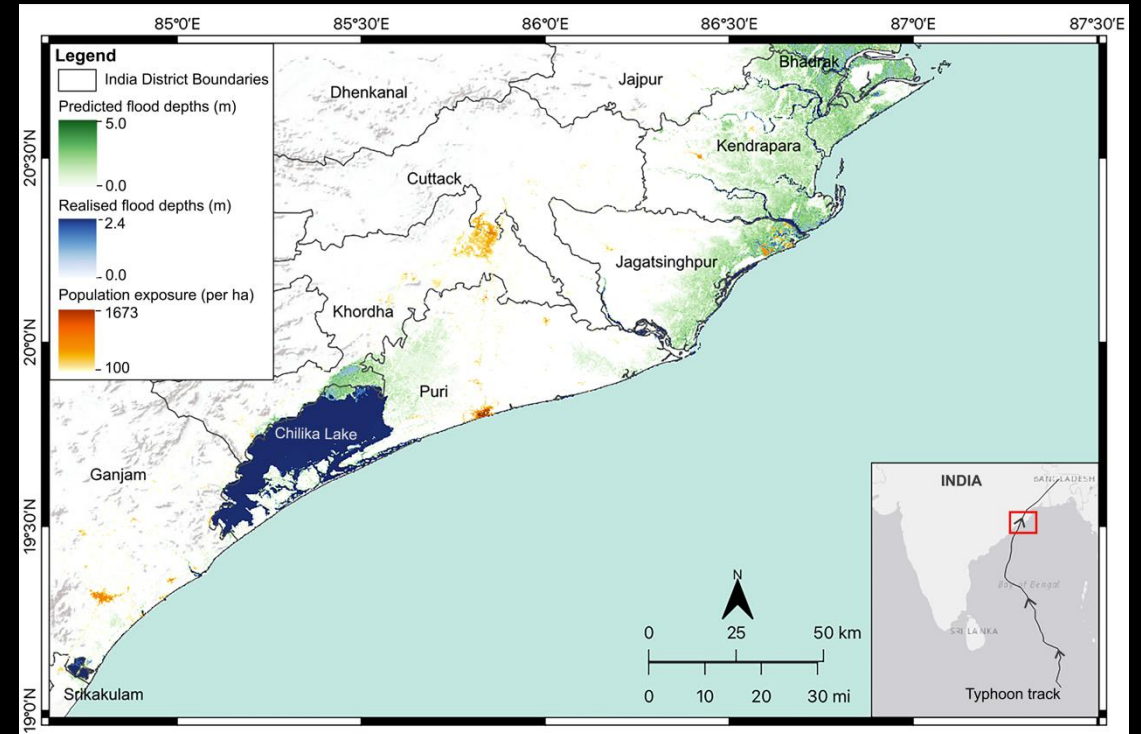 85°0'E 85°30'E 86°0'E 86°30'E 87°0'E 87°30'E
Legend
India District Boundaries
Predicted flood depths (m)
5.0
0.0
Realised flood depths (m)
2.4
0.0
Population exposure (per ha)
1673
100
20°30'N
20°0'N
19°30'N
19°0'N
Bhadrak
Jajpur
Dhenkanal
Kendrapara
Cuttack
Jagatsinghpur
Khordha
Puri
Chilika Lake
Ganjam
Srikakulam
N
0 25 50 km
0 10 20 30 mi
INDIA
BANGLADESH
Bay of Bengal
SRI LANKA
Typhoon track